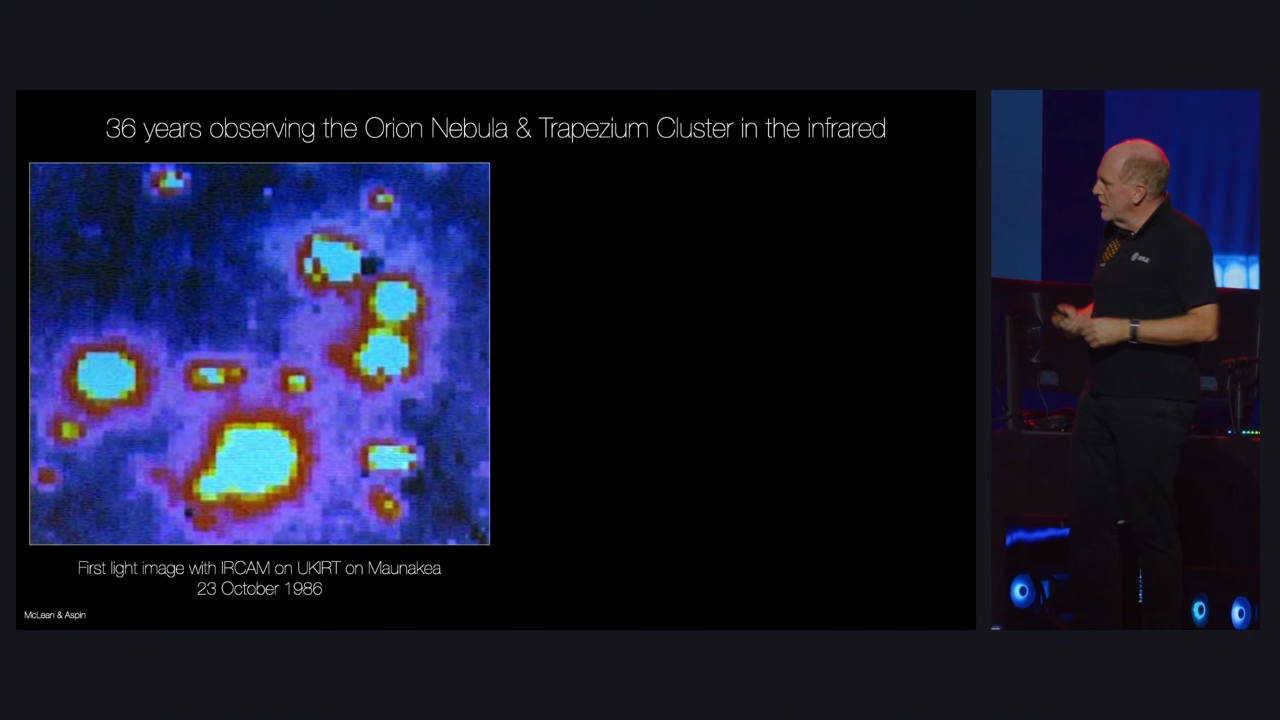 36 years observing the Orion Nebula & Trapezium Cluster in the infrared
First light image with IRCAM on UKIRT on Maunakea
23 October 1986
McLean & Aspin